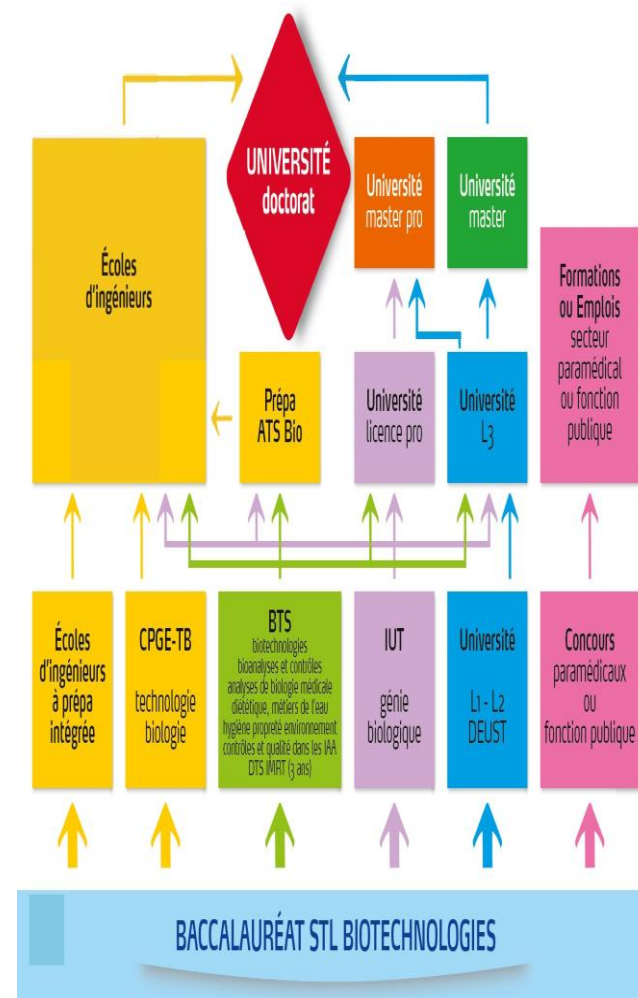 UNIVERSITÉ
doctorat
Université
master pro
Université
master
Écoles
d'ingénieurs
Formations
ou Emplois
secteur
paramédical
ou fonction
publique
Prépa
ATS Bio
Université
licence pro
Université
L3
Écoles
d'ingénieurs
à prépa
intégrée
CPGE-TB
technologie
biologie
BTS
biotechnologies
bioanalyses et contrôles
analyses de biologie médicale
diététique, métiers de l'eau
hygiène propreté environnement
contrôles et qualité dans les IAA
DTS IMRT (3 ans)
IUT
génie
biologique
Université
L1 - L2
DEUST
Concours
paramédicaux
ou
fonction publique
BACCALAURÉAT STL BIOTECHNOLOGIES